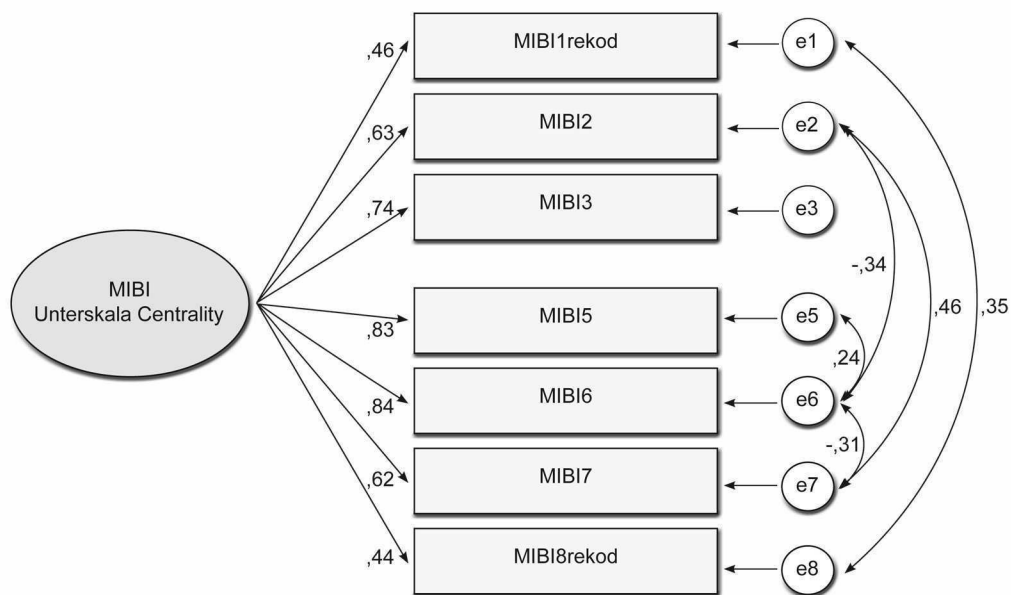 MIBI
Unterskala Centrality
,46
,63
,74
,83
,84
,62
,44
MIBI1rekod
MIBI2
MIBI3
MIBI5
MIBI6
MIBI7
MIBI8rekod
e1
e2
e3
e5
e6
e7
e8
-,34
,24
-,31
,46
,35